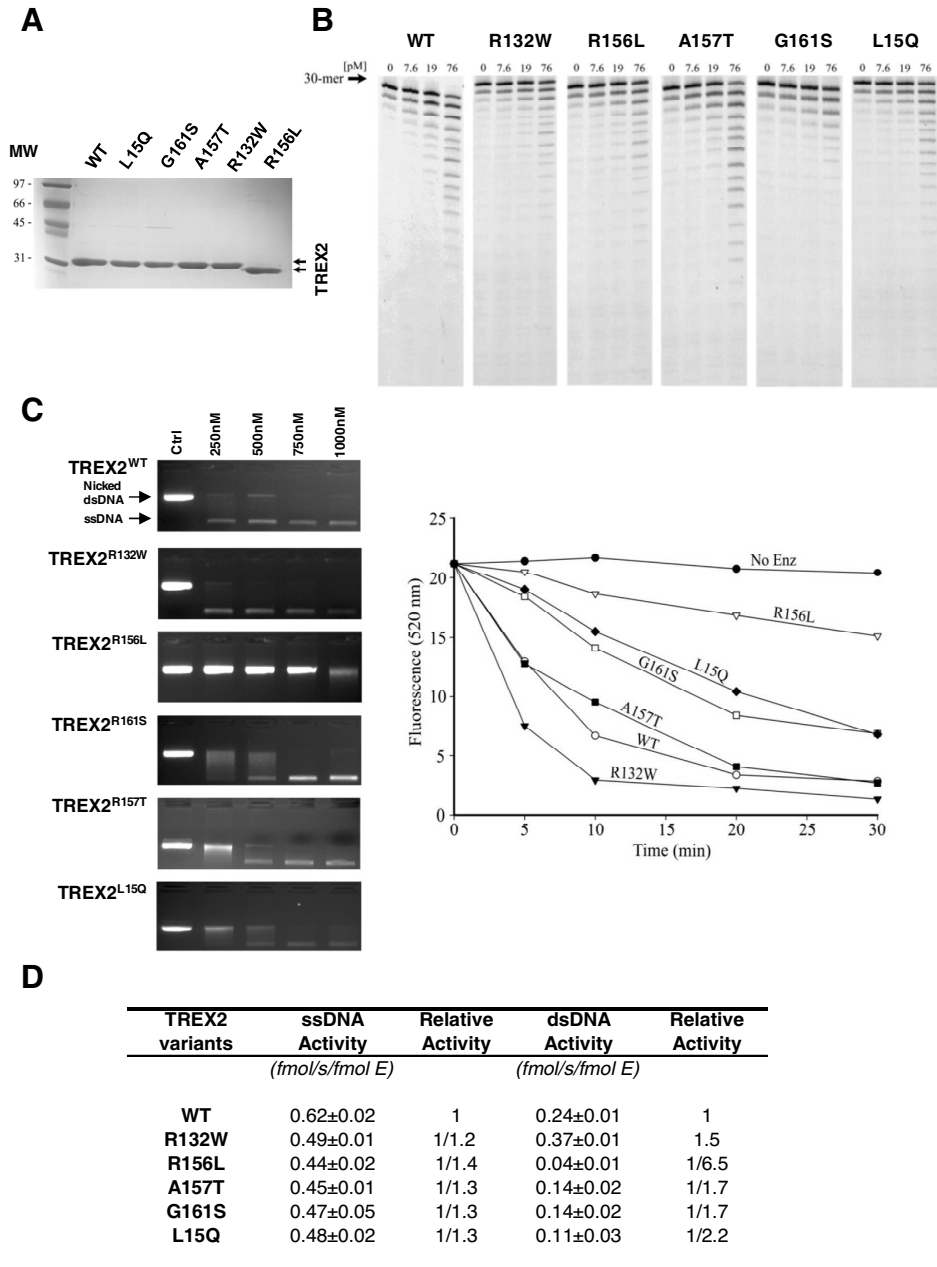 A
MW
WT
L15Q
G161S
A157T
R132W
R156L
97 -
66 -
45 -
31 -
TREX2
B
WT R132W R156L A157T G161S L15Q
[pM] 0 7.6 19 76 0 7.6 19 76 0 7.6 19 76 0 7.6 19 76 0 7.6 19 76 0 7.6 19 76
30-mer
C
Ctrl
250nM
500nM
750nM
1000nM
TREX2WT
Nicked
dsDNA
ssDNA
TREX2R132W
TREX2R156L
TREX2R161S
TREX2R157T
TREX2L15Q
Fluorescence (520 nm)
25
20
15
10
5
0
No Enz
R156L
L15Q
G161S
A157T
WT
R132W
0 5 10 15 20 25 30
Time (min)
D
TREX2 ssDNA Relative dsDNA Relative
variants Activity Activity Activity Activity
(fmol/s/fmol E) (fmol/s/fmol E)
WT 0.62±0.02 1 0.24±0.01 1
R132W 0.49±0.01 1/1.2 0.37±0.01 1.5
R156L 0.44±0.02 1/1.4 0.04±0.01 1/6.5
A157T 0.45±0.01 1/1.3 0.14±0.02 1/1.7
G161S 0.47±0.05 1/1.3 0.14±0.02 1/1.7
L15Q 0.48±0.02 1/1.3 0.11±0.03 1/2.2